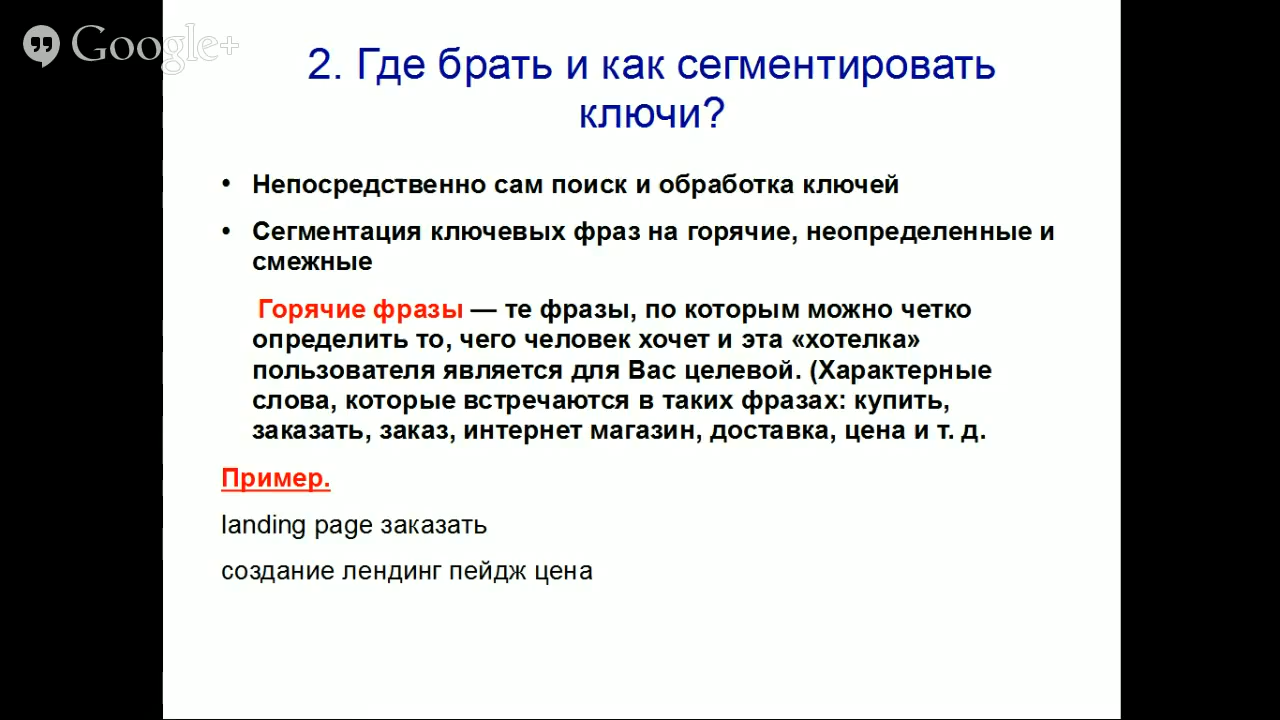 Google+
2. Где брать и как сегментировать
ключи?
• Непосредственно сам поиск и обработка ключей
• Сегментация ключевых фраз на горячие, неопределенные и
смежные
Горячие фразы — те фразы, по которым можно четко
определить то, чего человек хочет и эта «хотелка»
пользователя является для Вас целевой. (Характерные
слова, которые встречаются в таких фразах: купить,
заказать, заказ, интернет магазин, доставка, цена и т. д.
Пример.
landing page заказать
создание лендинг пейдж цена